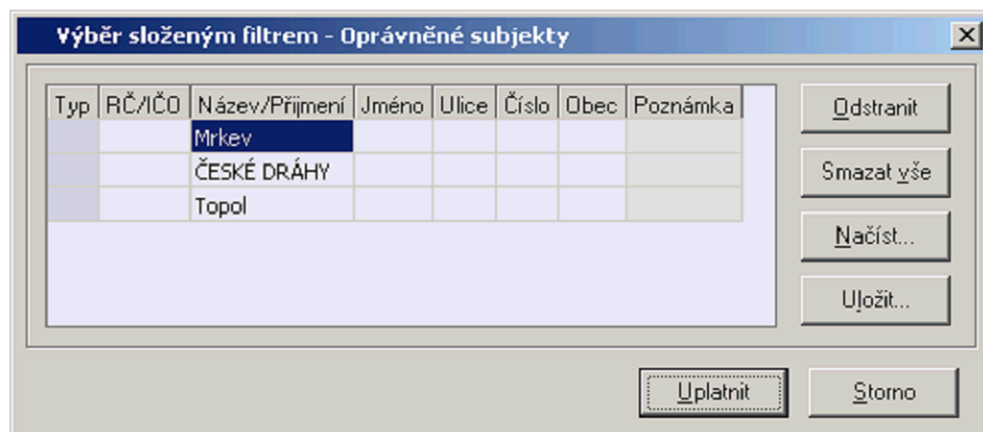 Výběr složeným filtrem - Oprávněné subjekty
Typ RČ/IČO Název/Přijmení Jméno Ulice Číslo Obec Poznámka
Mrkev
ČESKÉ DRÁHY
Topol
Odstranit
Smazat vše
Načíst...
Uložit...
Uplatnit Storno